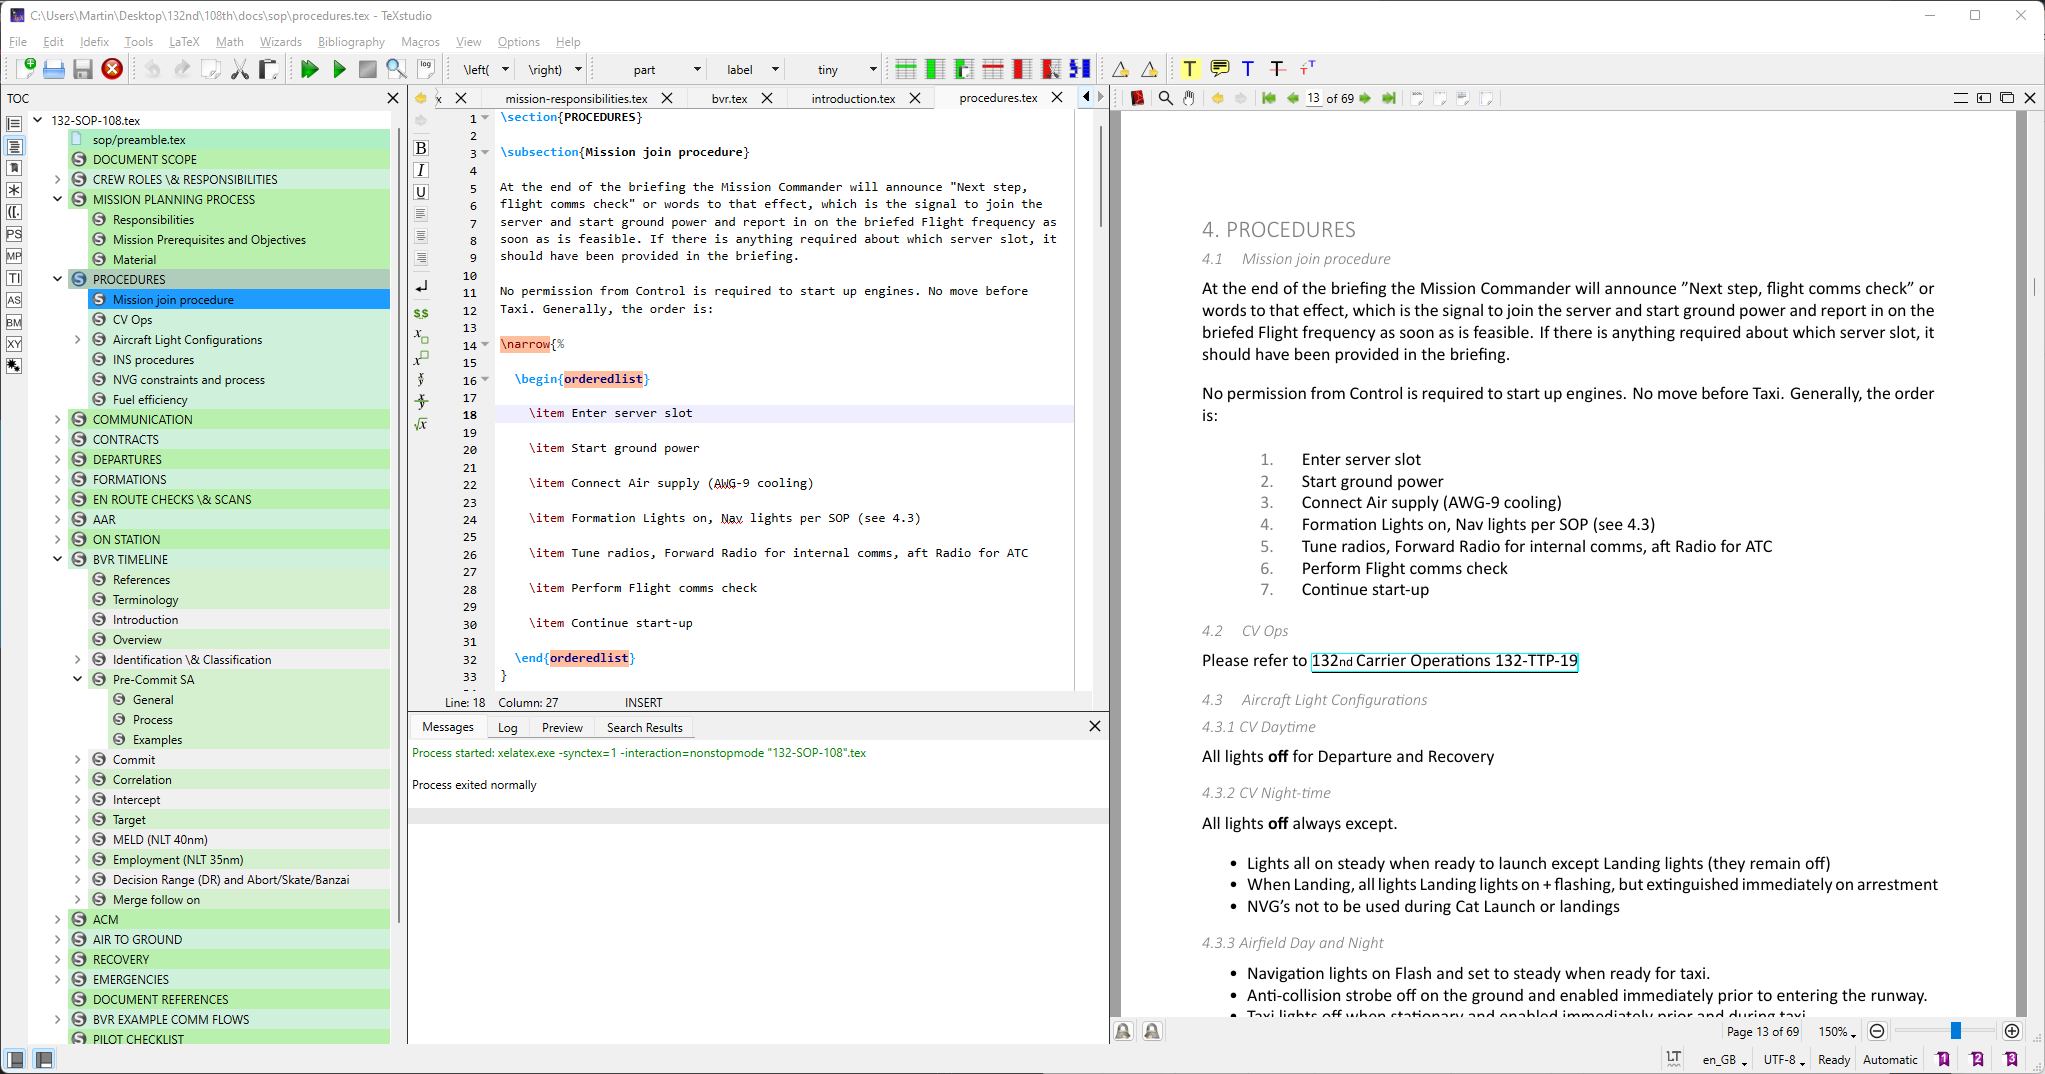 C:\Users\Martin\Desktop\132nd\108th\docs\sop\procedures.tex - TeXstudio
File Edit Idefix Tools LaTeX Math Wizards Bibliography Macros View Options Help
log \left( \right) part label tiny
TOC
132-SOP-108.tex
sop/preamble.tex
DOCUMENT SCOPE
CREW ROLES \& RESPONSIBILITIES
MISSION PLANNING PROCESS
Responsibilities
Mission Prerequisites and Objectives
Material
PROCEDURES
Mission join procedure
CV Ops
Aircraft Light Configurations
INS procedures
NVG constraints and process
Fuel efficiency
COMMUNICATION
CONTRACTS
DEPARTURES
FORMATIONS
EN ROUTE CHECKS \& SCANS
AAR
ON STATION
BVR TIMELINE
References
Terminology
Introduction
Overview
Identification \& Classification
Pre-Commit SA
General
Process
Examples
Commit
Correlation
Intercept
Target
MELD (NLT 40nm)
Employment (NLT 35nm)
Decision Range (DR) and Abort/Skate/Banzai
Merge follow on
ACM
AIR TO GROUND
RECOVERY
EMERGENCIES
DOCUMENT REFERENCES
BVR EXAMPLE COMM FLOWS
PILOT CHECKLIST
PS
MP
TI
AS
BM
XY
x mission-responsibilities.tex bvr.tex introduction.tex procedures.tex
B
I
U
$$
1 \section{PROCEDURES}
2
3 \subsection{Mission join procedure}
4
5 At the end of the briefing the Mission Commander will announce "Next step,
6 flight comms check" or words to that effect, which is the signal to join the
7 server and start ground power and report in on the briefed Flight frequency as
8 soon as is feasible. If there is anything required about which server slot, it
9 should have been provided in the briefing.
10
11 No permission from Control is required to start up engines. No move before
12 Taxi. Generally, the order is:
13
14 \narrow{%
15
16 \begin{orderedlist}
17
18 \item Enter server slot
19
20 \item Start ground power
21
22 \item Connect Air supply (AWG-9 cooling)
23
24 \item Formation Lights on, Nav lights per SOP (see 4.3)
25
26 \item Tune radios, Forward Radio for internal comms, aft Radio for ATC
27
28 \item Perform Flight comms check
29
30 \item Continue start-up
31
32 \end{orderedlist}
33 }
Line: 18 Column: 27 INSERT
Messages Log Preview Search Results
Process started: xelatex.exe -synctex=1 -interaction=nonstopmode "132-SOP-108".tex
Process exited normally
13 of 69
4. PROCEDURES
4.1 Mission join procedure
At the end of the briefing the Mission Commander will announce ”Next step, flight comms check” or
words to that effect, which is the signal to join the server and start ground power and report in on the
briefed Flight frequency as soon as is feasible. If there is anything required about which server slot, it
should have been provided in the briefing.
No permission from Control is required to start up engines. No move before Taxi. Generally, the order
is:
1. Enter server slot
2. Start ground power
3. Connect Air supply (AWG-9 cooling)
4. Formation Lights on, Nav lights per SOP (see 4.3)
5. Tune radios, Forward Radio for internal comms, aft Radio for ATC
6. Perform Flight comms check
7. Continue start-up
4.2 CV Ops
Please refer to 132nd Carrier Operations 132-TTP-19
4.3 Aircraft Light Configurations
4.3.1 CV Daytime
All lights off for Departure and Recovery
4.3.2 CV Night-time
All lights off always except.
• Lights all on steady when ready to launch except Landing lights (they remain off)
• When Landing, all lights Landing lights on + flashing, but extinguished immediately on arrestment
• NVG’s not to be used during Cat Launch or landings
4.3.3 Airfield Day and Night
• Navigation lights on Flash and set to steady when ready for taxi.
• Anti-collision strobe off on the ground and enabled immediately prior to entering the runway.
• Taxi lights off when stationary and enabled immediately prior and during taxi
Page 13 of 69 150%
LT en_GB UTF-8 Ready Automatic 1 2 3